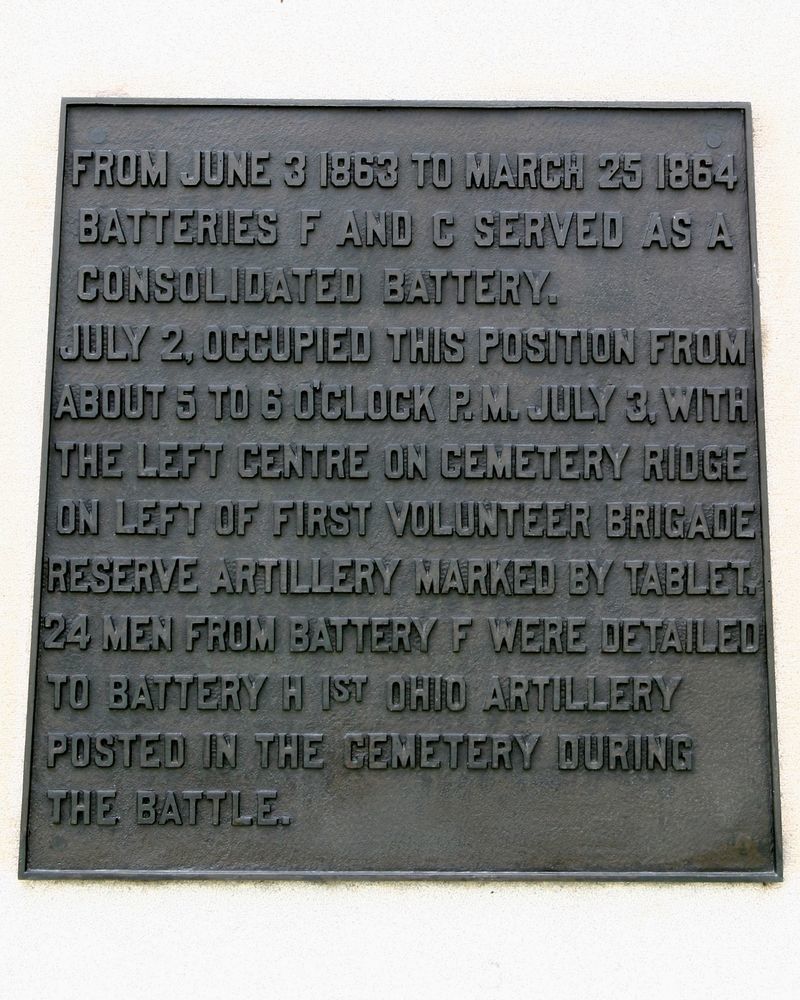 FROM JUNE 3 1863 TO MARCH 25 1864
BATTERIES F AND C SERVED AS A
CONSOLIDATED BATTERY.
JULY 2, OCCUPIED THIS POSITION FROM
ABOUT 5 TO 6 O'CLOCK P. M. JULY 3, WITH
THE LEFT CENTRE ON CEMETERY RIDGE
ON LEFT OF FIRST VOLUNTEER BRIGADE
RESERVE ARTILLERY MARKED BY TABLET.
24 MEN FROM BATTERY F WERE DETAILED
TO BATTERY H 1ST OHIO ARTILLERY
POSTED IN THE CEMETERY DURING
THE BATTLE.